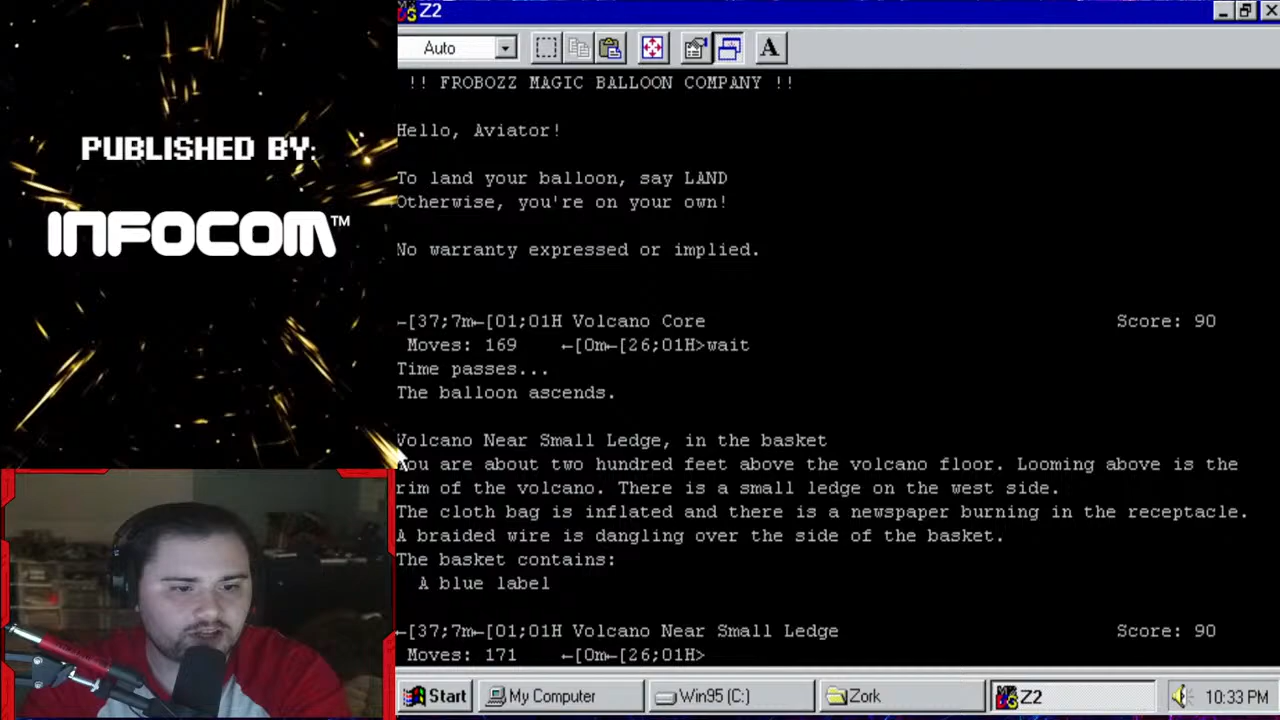 PUBLISHED BY:
INFOCOM™
Z2
Auto
A
!! FROBOZZ MAGIC BALLOON COMPANY !!
Hello, Aviator!
To land your balloon, say LAND
Otherwise, you're on your own!
No warranty expressed or implied.
←[37;7m←[01;01H Volcano Core Score: 90
Moves: 169 ←[0m←[26;01H>wait
Time passes...
The balloon ascends.
Volcano Near Small Ledge, in the basket
You are about two hundred feet above the volcano floor. Looming above is the
rim of the volcano. There is a small ledge on the west side.
The cloth bag is inflated and there is a newspaper burning in the receptacle.
A braided wire is dangling over the side of the basket.
The basket contains:
A blue label
←[37;7m←[01;01H Volcano Near Small Ledge Score: 90
Moves: 171 ←[0m←[26;01H>
Start My Computer Win95 (C:) Zork Z2 10:33 PM